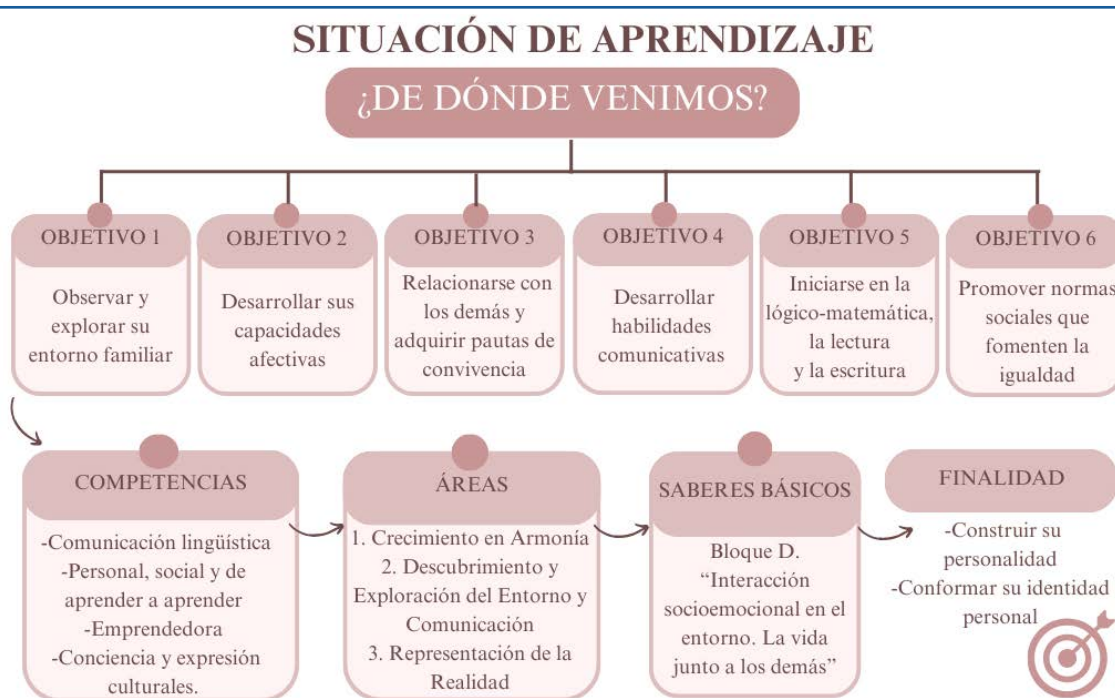 SITUACIÓN DE APRENDIZAJE
¿DE DÓNDE VENIMOS?
OBJETIVO 1
Observar y
explorar su
entorno familiar
OBJETIVO 2
Desarrollar sus
capacidades
afectivas
OBJETIVO 3
Relacionarse con
los demás y
adquirir pautas de
convivencia
OBJETIVO 4
Desarrollar
habilidades
comunicativas
OBJETIVO 5
Iniciarse en la
lógico-matemática,
la lectura
y la escritura
OBJETIVO 6
Promover normas
sociales que
fomenten la
igualdad
COMPETENCIAS
-Comunicación lingüística
-Personal, social y de
aprender a aprender
-Emprendedora
-Conciencia y expresión
culturales.
ÁREAS
1. Crecimiento en Armonía
2. Descubrimiento y
Exploración del Entorno y
Comunicación
3. Representación de la
Realidad
SABERES BÁSICOS
Bloque D.
“Interacción
socioemocional en el
entorno. La vida
junto a los demás”
FINALIDAD
-Construir su
personalidad
-Conformar su identidad
personal